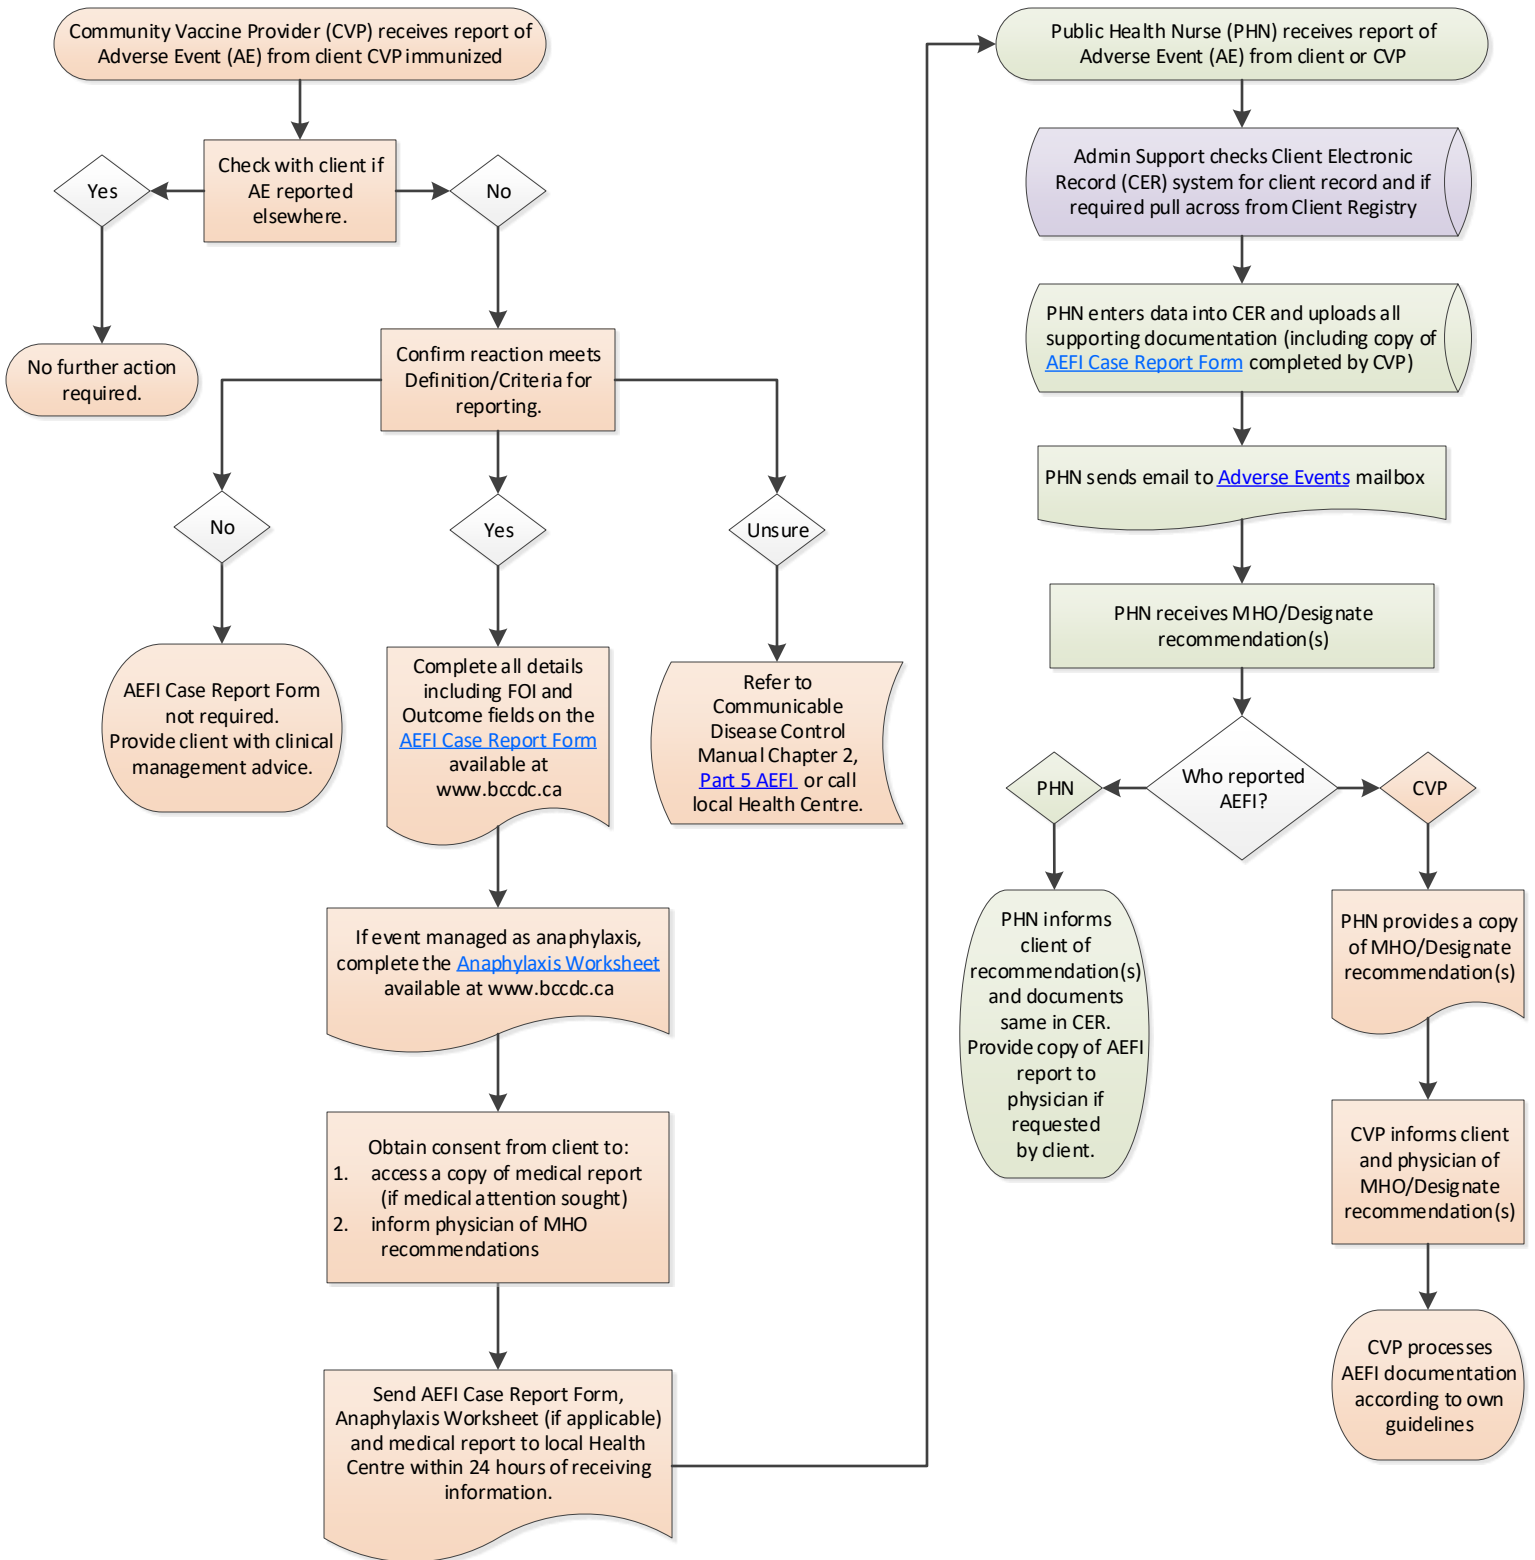 Community Vaccine Provider (CVP) receives report of
Adverse Event (AE) from client CVP immunized
Check with client if
AE reported
elsewhere.
Yes
No
No further action
required.
Confirm reaction meets
Definition/Criteria for
reporting.
No
Yes
Unsure
AEFI Case Report Form
not required.
Provide client with clinical
management advice.
Complete all details
including FOI and
Outcome fields on the
AEFI Case Report Form
available at
www.bccdc.ca
Refer to
Communicable
Disease Control
Manual Chapter 2,
Part 5 AEFI or call
local Health Centre.
If event managed as anaphylaxis,
complete the Anaphylaxis Worksheet
available at www.bccdc.ca
Obtain consent from client to:
1. access a copy of medical report
(if medical attention sought)
2. inform physician of MHO
recommendations
Send AEFI Case Report Form,
Anaphylaxis Worksheet (if applicable)
and medical report to local Health
Centre within 24 hours of receiving
information.
Public Health Nurse (PHN) receives report of
Adverse Event (AE) from client or CVP
Admin Support checks Client Electronic
Record (CER) system for client record and if
required pull across from Client Registry
PHN enters data into CER and uploads all
supporting documentation (including copy of
AEFI Case Report Form completed by CVP)
PHN sends email to Adverse Events mailbox
PHN receives MHO/Designate
recommendation(s)
Who reported
AEFI?
PHN
CVP
PHN informs
client of
recommendation(s)
and documents
same in CER.
Provide copy of AEFI
report to
physician if
requested
by client.
PHN provides a copy
of MHO/Designate
recommendation(s)
CVP informs client
and physician of
MHO/Designate
recommendation(s)
CVP processes
AEFI documentation
according to own
guidelines